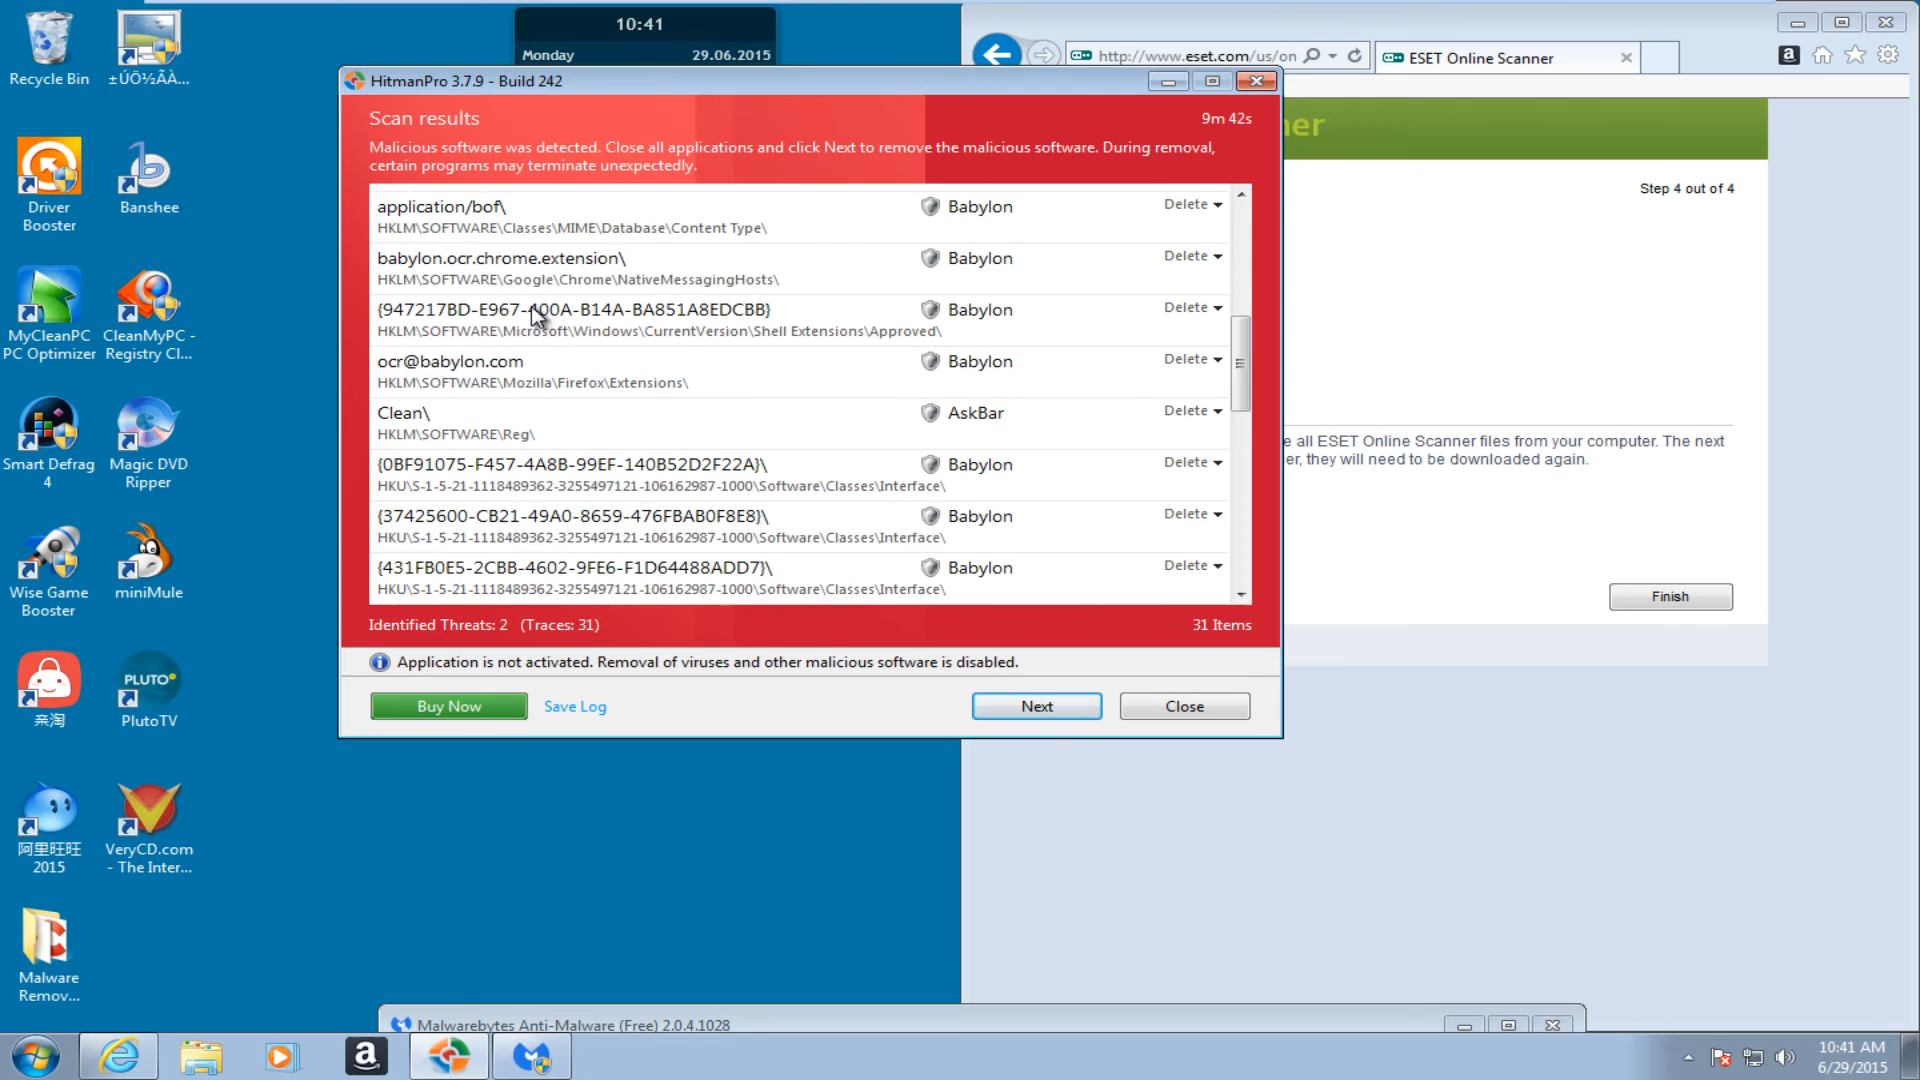 Recycle Bin
±ÚÖ½ÃÀ...
Driver
Booster
Banshee
MyCleanPC
PC Optimizer
CleanMyPC -
Registry Cl...
Smart Defrag
4
Magic DVD
Ripper
Wise Game
Booster
miniMule
亲淘
PLUTO
PlutoTV
阿里旺旺
2015
VeryCD.com
- The Inter...
Malware
Remov...
10:41
Monday 29.06.2015
http://www.eset.com/us/on
ESET Online Scanner
HitmanPro 3.7.9 - Build 242
Scan results 9m 42s
Malicious software was detected. Close all applications and click Next to remove the malicious software. During removal,
certain programs may terminate unexpectedly.
application/bof\ Babylon Delete
HKLM\SOFTWARE\Classes\MIME\Database\Content Type\
babylon.ocr.chrome.extension\ Babylon Delete
HKLM\SOFTWARE\Google\Chrome\NativeMessagingHosts\
{947217BD-E967-400A-B14A-BA851A8EDCBB} Babylon Delete
HKLM\SOFTWARE\Microsoft\Windows\CurrentVersion\Shell Extensions\Approved\
ocr@babylon.com Babylon Delete
HKLM\SOFTWARE\Mozilla\Firefox\Extensions\
Clean\ AskBar Delete
HKLM\SOFTWARE\Reg\
{0BF91075-F457-4A8B-99EF-140B52D2F22A}\ Babylon Delete
HKU\S-1-5-21-1118489362-3255497121-106162987-1000\Software\Classes\Interface\
{37425600-CB21-49A0-8659-476FBAB0F8E8}\ Babylon Delete
HKU\S-1-5-21-1118489362-3255497121-106162987-1000\Software\Classes\Interface\
{431FB0E5-2CBB-4602-9FE6-F1D64488ADD7}\ Babylon Delete
HKU\S-1-5-21-1118489362-3255497121-106162987-1000\Software\Classes\Interface\
Identified Threats: 2 (Traces: 31) 31 Items
Application is not activated. Removal of viruses and other malicious software is disabled.
Buy Now Save Log Next Close
er
Step 4 out of 4
e all ESET Online Scanner files from your computer. The next
er, they will need to be downloaded again.
Finish
Malwarebytes Anti-Malware (Free) 2.0.4.1028
10:41 AM
6/29/2015